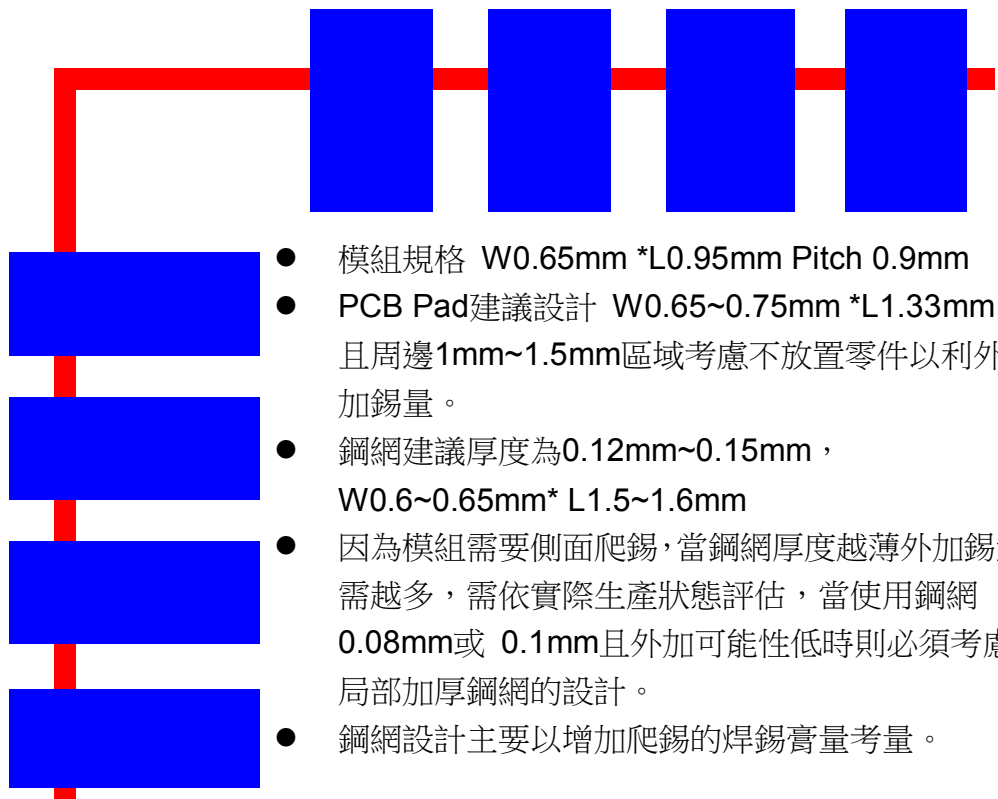 ● 模組規格 W0.65mm *L0.95mm Pitch 0.9mm
● PCB Pad建議設計 W0.65~0.75mm *L1.33mm
且周邊1mm~1.5mm區域考慮不放置零件以利外
加錫量。
● 鋼網建議厚度為0.12mm~0.15mm，
W0.6~0.65mm* L1.5~1.6mm
● 因為模組需要側面爬錫，當鋼網厚度越薄外加錫
需越多，需依實際生產狀態評估，當使用鋼網
0.08mm或 0.1mm且外加可能性低時則必須考慮
局部加厚鋼網的設計。
● 鋼網設計主要以增加爬錫的焊錫膏量考量。